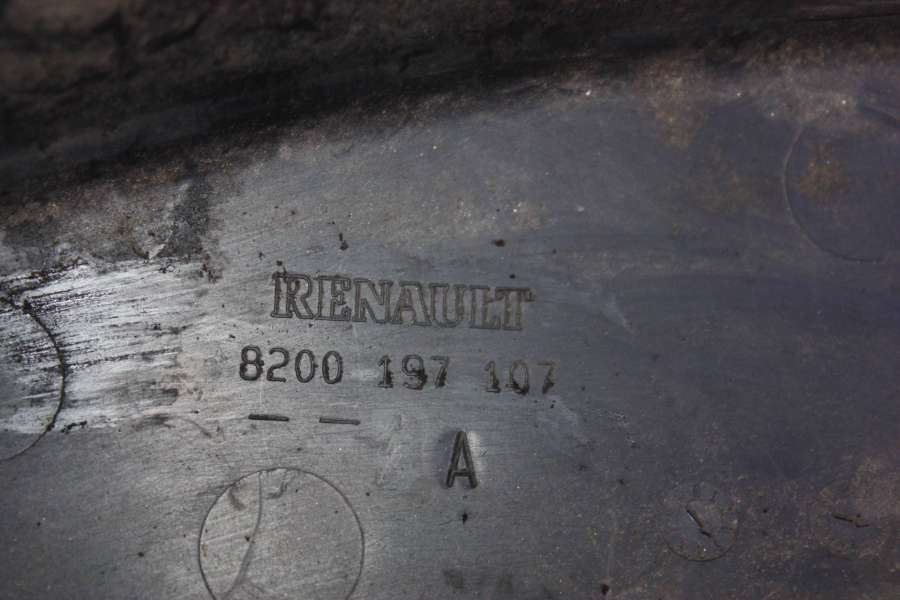 RENAULT
8200 197 107
— —
A